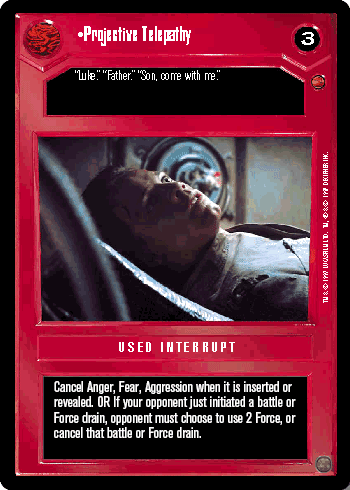 •Projective Telepathy
3
"Luke." "Father." "Son, come with me."
USED INTERRUPT
Cancel Anger, Fear, Aggression when it is inserted or
revealed. OR If your opponent just initiated a battle or
Force drain, opponent must choose to use 2 Force, or
cancel that battle or Force drain.